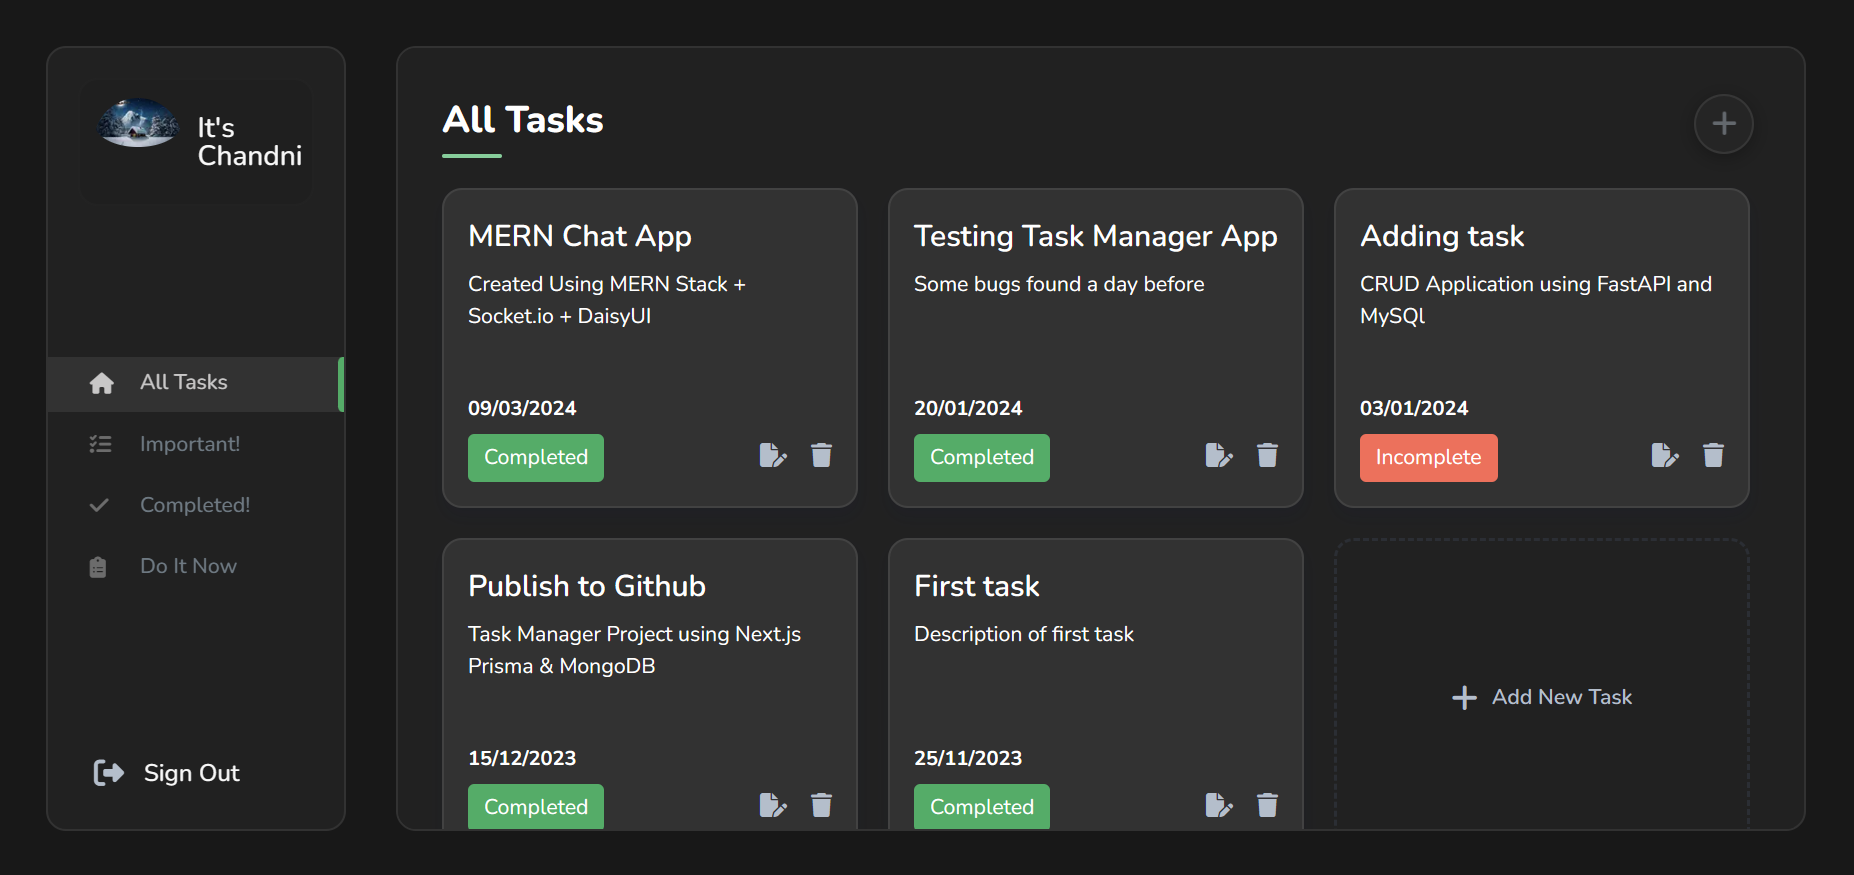 It's
Chandni
All Tasks
Important!
Completed!
Do It Now
Sign Out
All Tasks
MERN Chat App
Created Using MERN Stack +
Socket.io + DaisyUI
09/03/2024
Completed
Testing Task Manager App
Some bugs found a day before
20/01/2024
Completed
Adding task
CRUD Application using FastAPI and
MySQl
03/01/2024
Incomplete
Publish to Github
Task Manager Project using Next.js
Prisma & MongoDB
15/12/2023
Completed
First task
Description of first task
25/11/2023
Completed
Add New Task